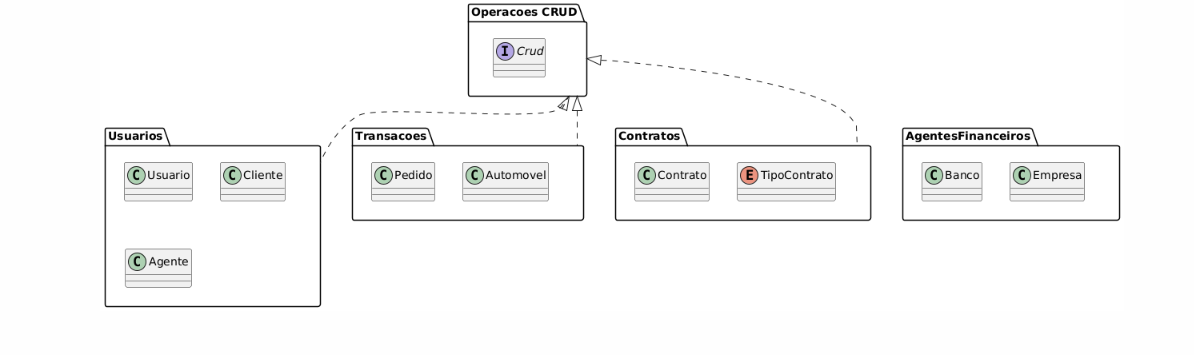 Operacoes CRUD
I Crud
Usuarios
C Usuario
C Cliente
C Agente
Transacoes
C Pedido
C Automovel
Contratos
C Contrato
E TipoContrato
AgentesFinanceiros
C Banco
C Empresa